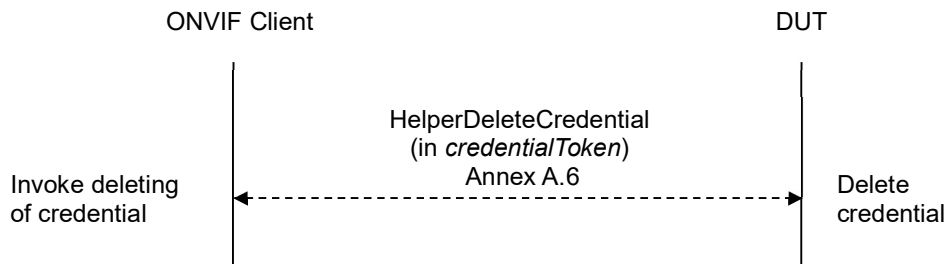 ONVIF Client
DUT
HelperDeleteCredential
(in credentialToken)
Annex A.6
Invoke deleting
of credential
Delete
credential